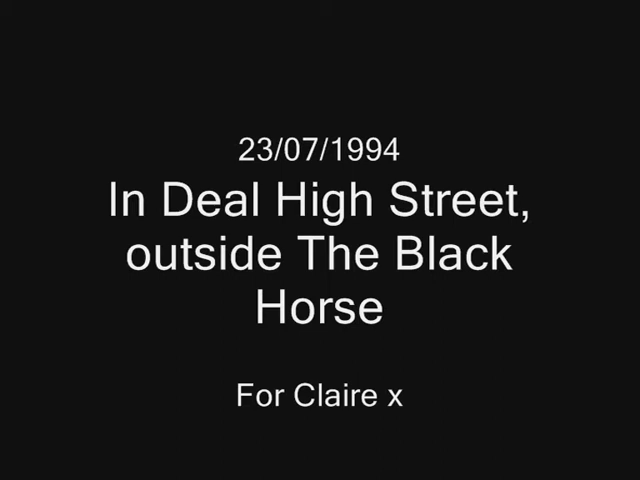 23/07/1994
In Deal High Street,
outside The Black
Horse
For Claire x